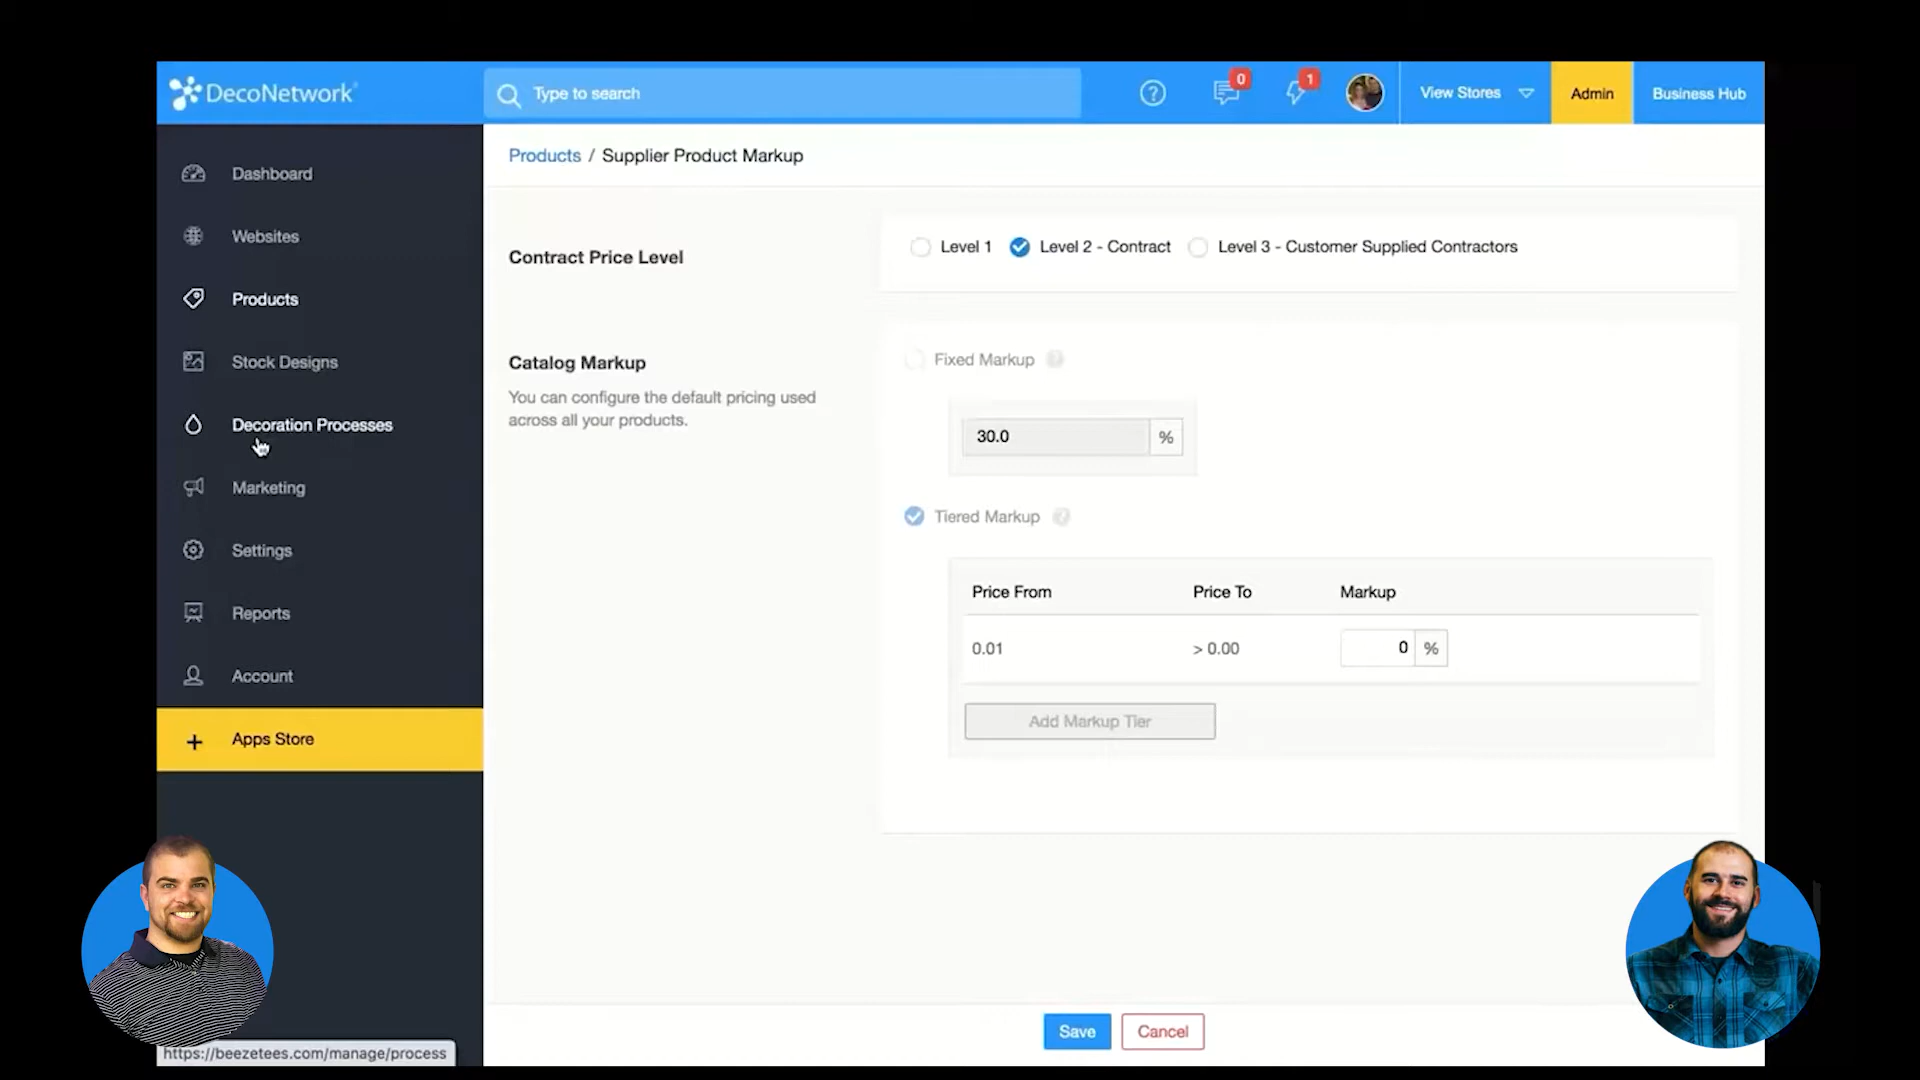 DecoNetwork
Type to search
0
1
View Stores
Admin
Business Hub
Dashboard
Websites
Products
Stock Designs
Decoration Processes
Marketing
Settings
Reports
Account
+ Apps Store
Products / Supplier Product Markup
Contract Price Level
Level 1
Level 2 - Contract
Level 3 - Customer Supplied Contractors
Catalog Markup
You can configure the default pricing used
across all your products.
Fixed Markup ?
30.0 %
Tiered Markup ?
Price From Price To Markup
0.01 > 0.00 0 %
Add Markup Tier
Save
Cancel
https://beezetees.com/manage/process